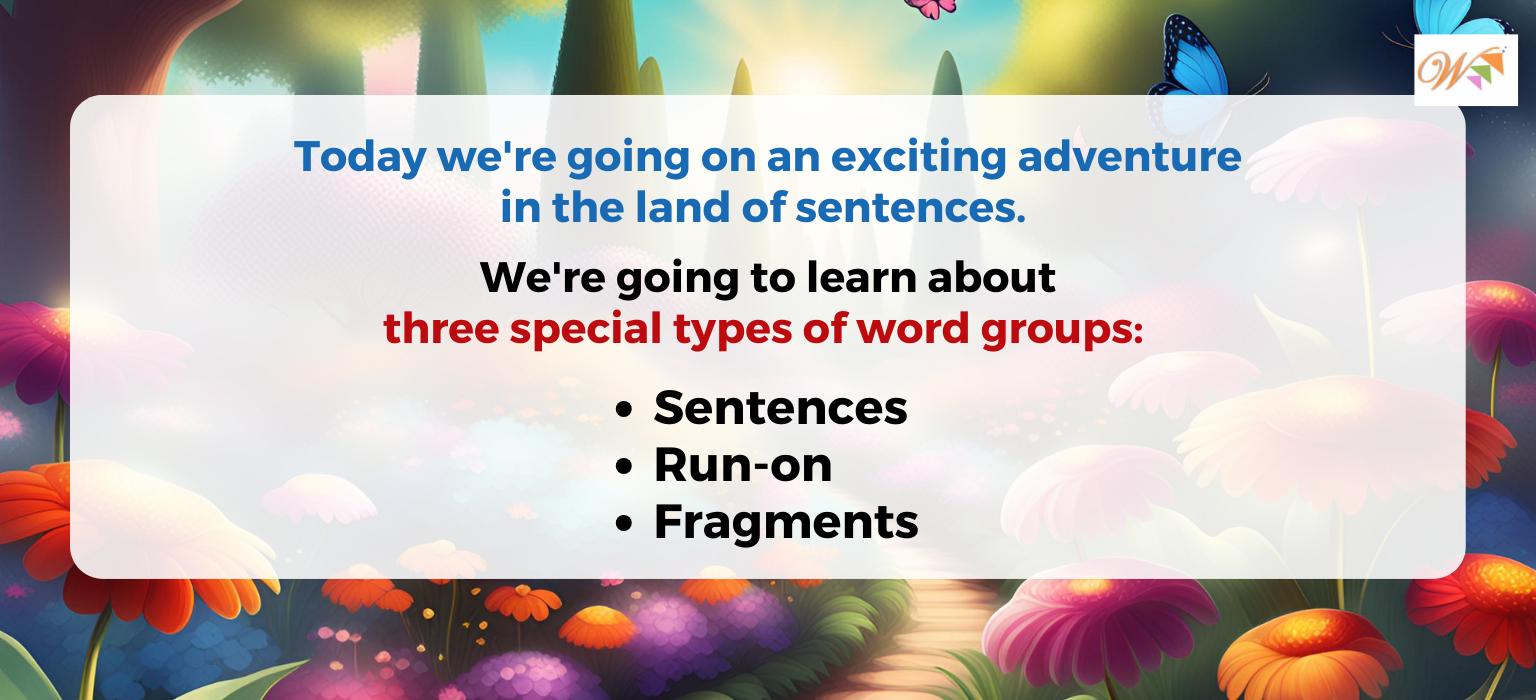 W
Today we're going on an exciting adventure
in the land of sentences.
We're going to learn about
three special types of word groups:
• Sentences
• Run-on
• Fragments